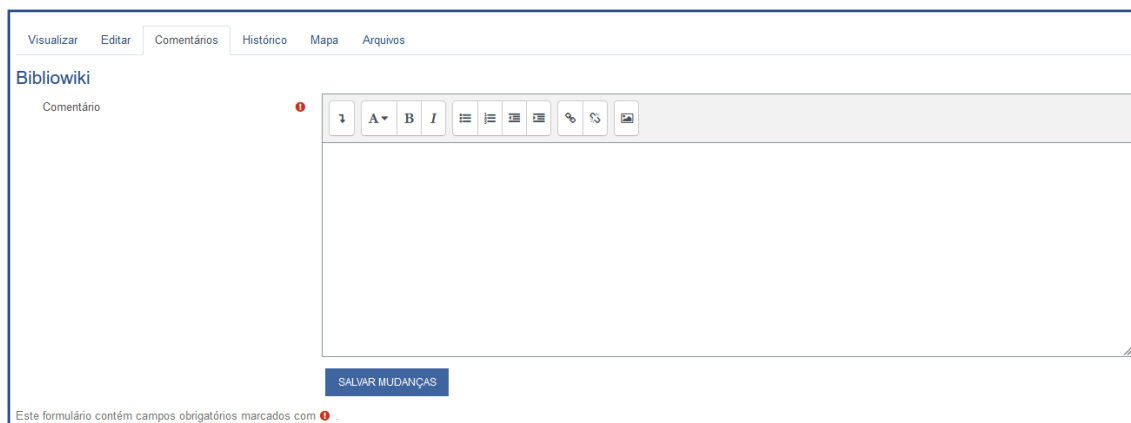 Visualizar Editar Comentários Histórico Mapa Arquivos
Bibliowiki
Comentário
A B I
SALVAR MUDANÇAS
Este formulário contém campos obrigatórios marcados com .